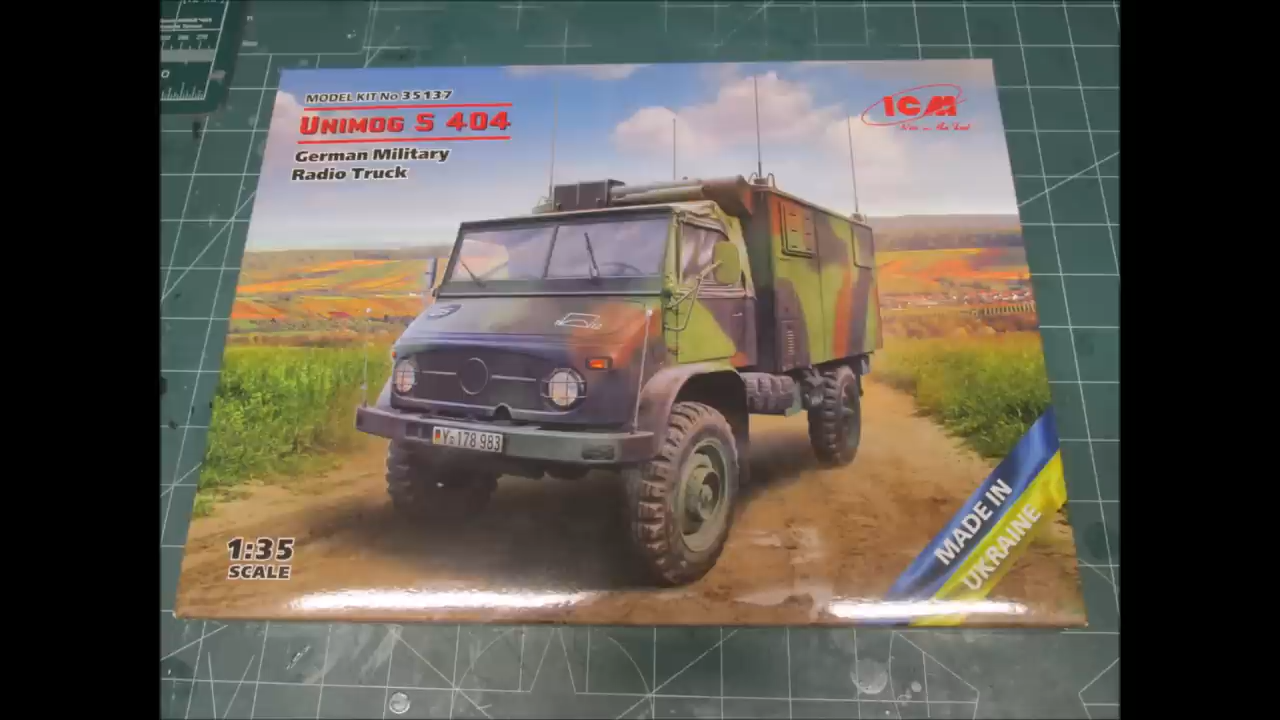 MODEL KIT No 35137
UNIMOG S 404
German Military
Radio Truck
ICM
Y-178 983
1:35
SCALE
MADE IN
UKRAINE